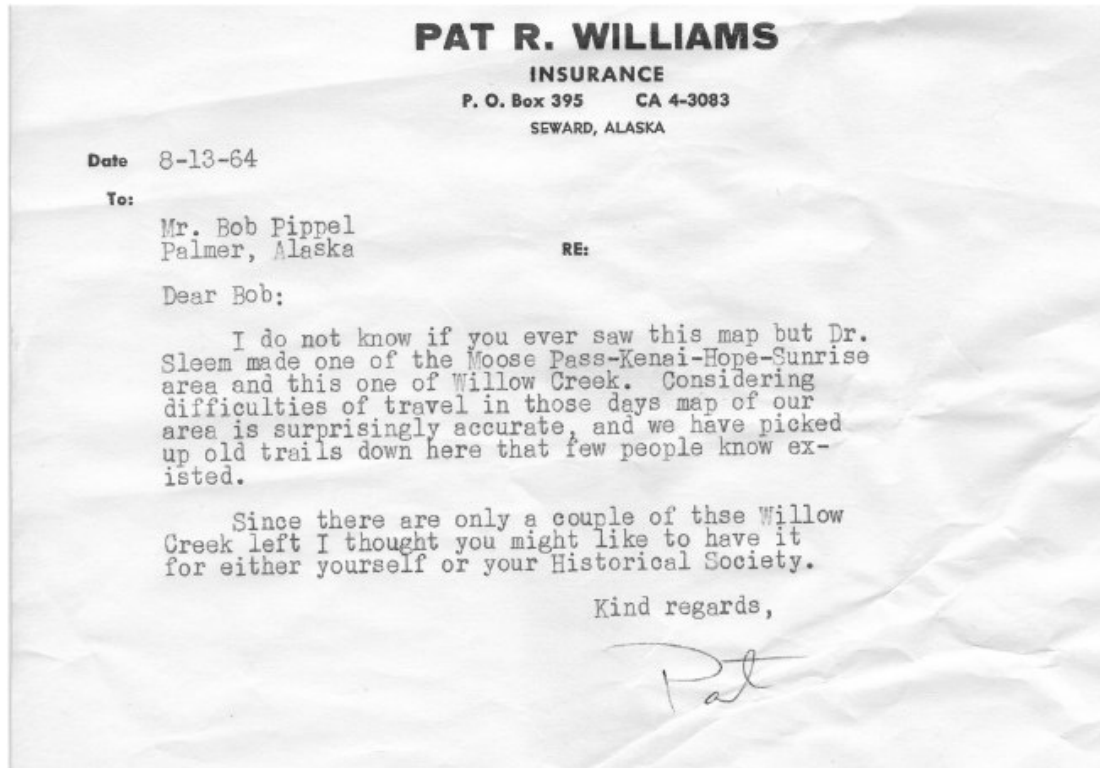 PAT R. WILLIAMS
INSURANCE
P. O. Box 395 CA 4-3083
SEWARD, ALASKA
Date 8-13-64
To:
Mr. Bob Pippel
Palmer, Alaska
RE:
Dear Bob:
I do not know if you ever saw this map but Dr.
Sleem made one of the Moose Pass-Kenai-Hope-Sunrise
area and this one of Willow Creek. Considering
difficulties of travel in those days map of our
area is surprisingly accurate, and we have picked
up old trails down here that few people know ex-
isted.
Since there are only a couple of thse Willow
Creek left I thought you might like to have it
for either yourself or your Historical Society.
Kind regards,
Pat